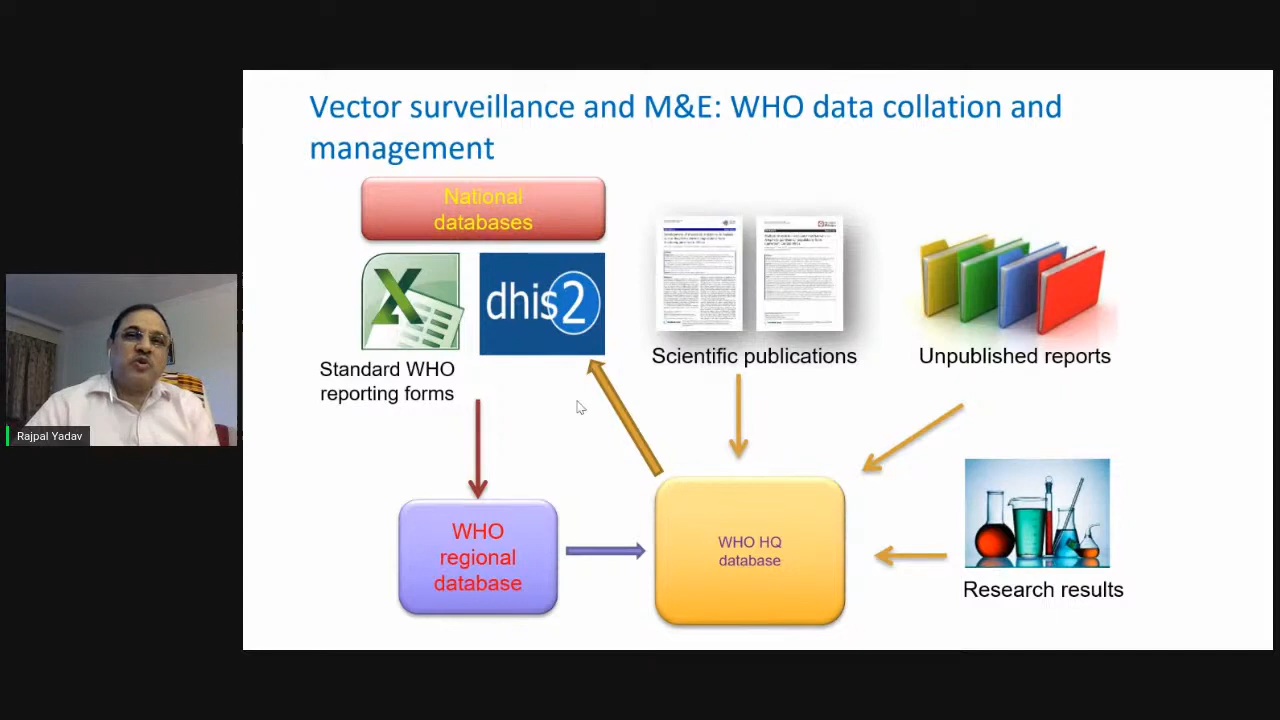 Vector surveillance and M&E: WHO data collation and
management
National
databases
dhis2
Standard WHO
reporting forms
Scientific publications
Unpublished reports
Rajpal Yadav
WHO
regional
database
WHO HQ
database
Research results